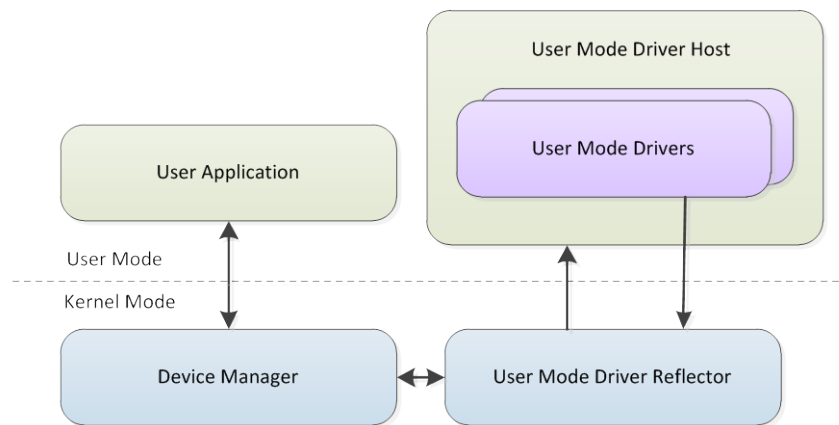 User Mode Driver Host
User Mode Drivers
User Application
User Mode
Kernel Mode
Device Manager
User Mode Driver Reflector